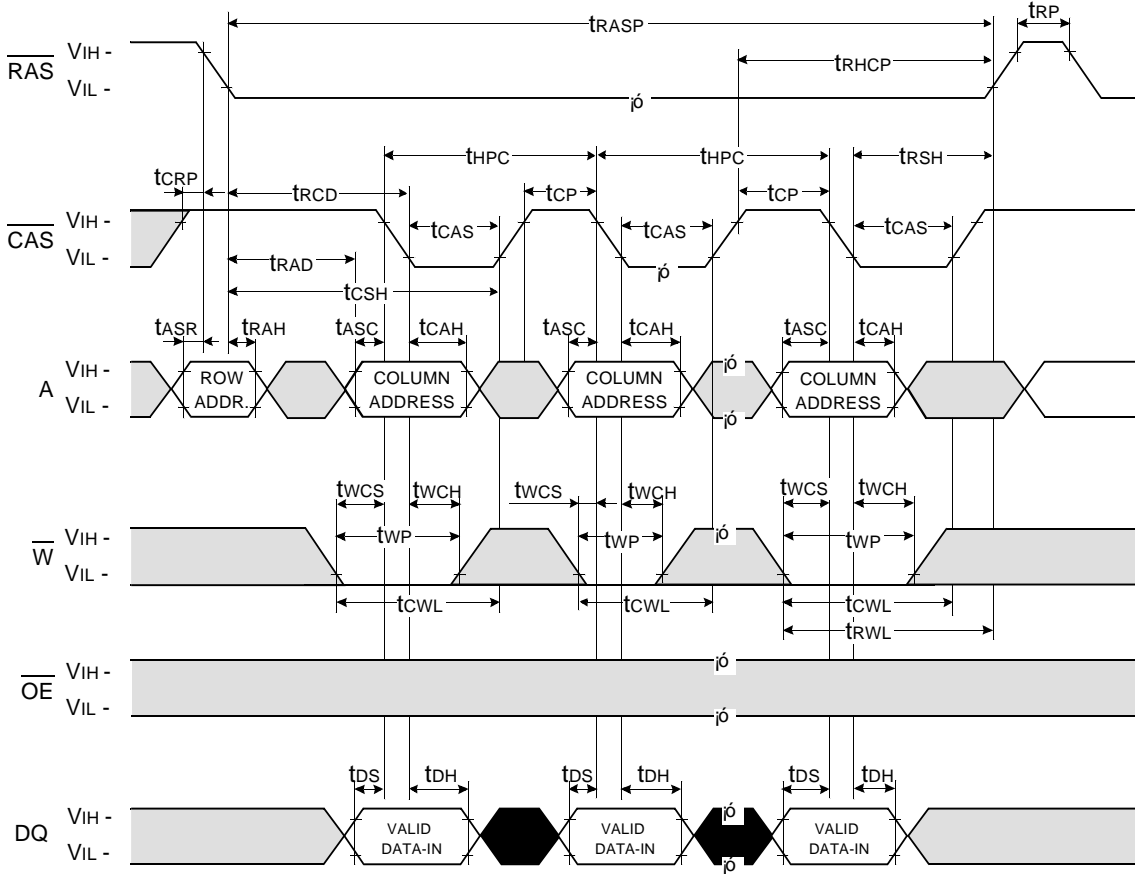 tRASP tRP
RAS VIH - tRHCP
VIL - ¡ó
tHPC tHPC tRSH
tCRP tRCD tCP tCP
CAS VIH - tCAS tCAS tCAS
VIL - ¡ó
tRAD
tCSH
tASR tRAH tASC tCAH tASC tCAH tASC tCAH
A VIH - ¡ó
ROW COLUMN COLUMN COLUMN
VIL - ADDR. ADDRESS ADDRESS ADDRESS
¡ó
tWCS tWCH tWCS tWCH tWCS tWCH
W VIH - tWP tWP ¡ó tWP
VIL -
tCWL tCWL tCWL
tRWL
OE VIH - ¡ó
VIL - ¡ó
tDS tDH tDS tDH tDS tDH
DQ VIH - ¡ó
VALID VALID VALID
VIL - DATA-IN DATA-IN DATA-IN
¡ó